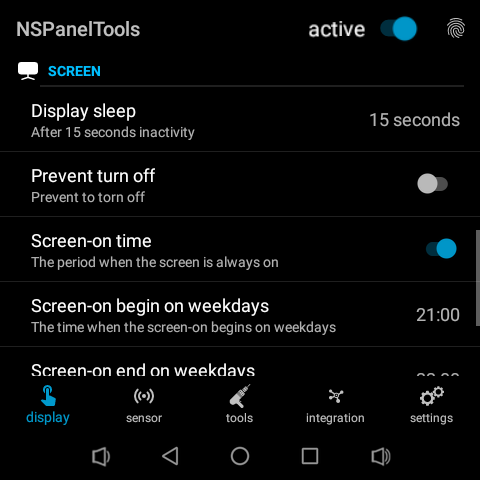 NSPanelTools
active
SCREEN
Display sleep
After 15 seconds inactivity
15 seconds
Prevent turn off
Prevent to torn off
Screen-on time
The period when the screen is always on
Screen-on begin on weekdays
The time when the screen-on begins on weekdays
21:00
Screen-on end on weekdays
display
sensor
tools
integration
settings